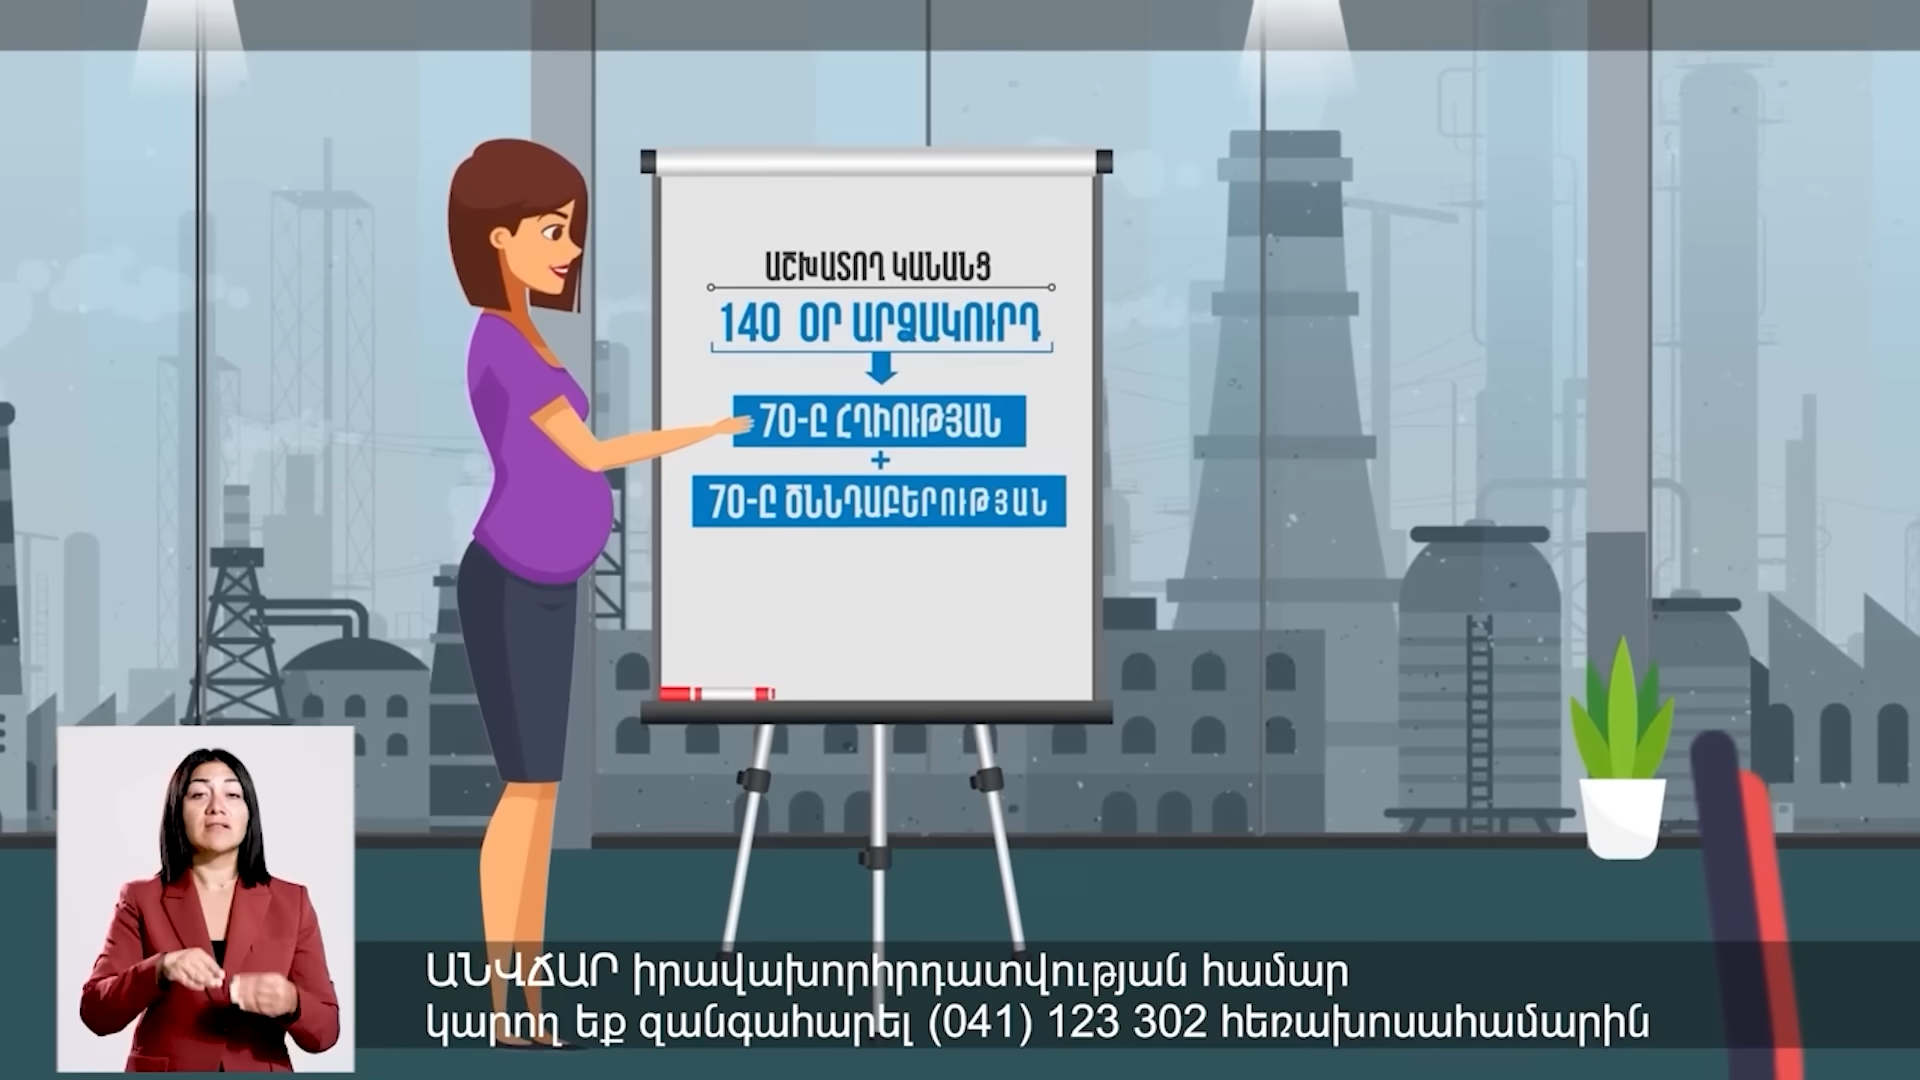 ԱՇԽԱՏՈՂ ԿԱՆԱՆՑ
140 ՕՐ ԱՐՁԱԿՈՒՐԴ
70-Ը ՀՂԻՈՒԹՅԱՆ
+
70-Ը ԾՆՆԴԱԲԵՐՈՒԹՅԱՆ
ԱՆՎՃԱՐ իրավախորհրդատվության համար
կարող եք զանգահարել (041) 123 302 հեռախոսահամարին